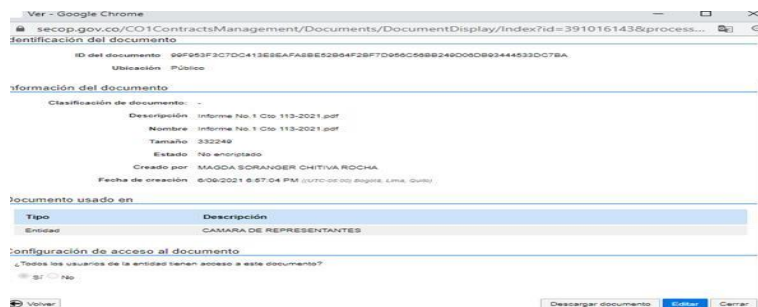 Ver - Google Chrome
secop.gov.co/CO1ContractsManagement/Documents/DocumentDisplay/Index?id=391016143&process...
dentificación del documento
ID del documento
Ubicación Público
nformación del documento
Clasificación de documento: -
Descripción Informe No.1 Cto 113-2021.pdf
Nombre Informe No.1 Cto 113-2021.pdf
Tamaño 332249
Estado No encriptado
Creado por MAGDA SORANGER CHITIVA ROCHA
Fecha de creación 6/09/2021 6:57:04 PM ((UTC-05:00) Bogotá, Lima, Quito)
Documento usado en
Tipo Descripción
Entidad CAMARA DE REPRESENTANTES
Configuración de acceso al documento
¿Todos los usuarios de la entidad tienen acceso a este documento?
Sí No
Volver Descargar documento Editar Cerrar